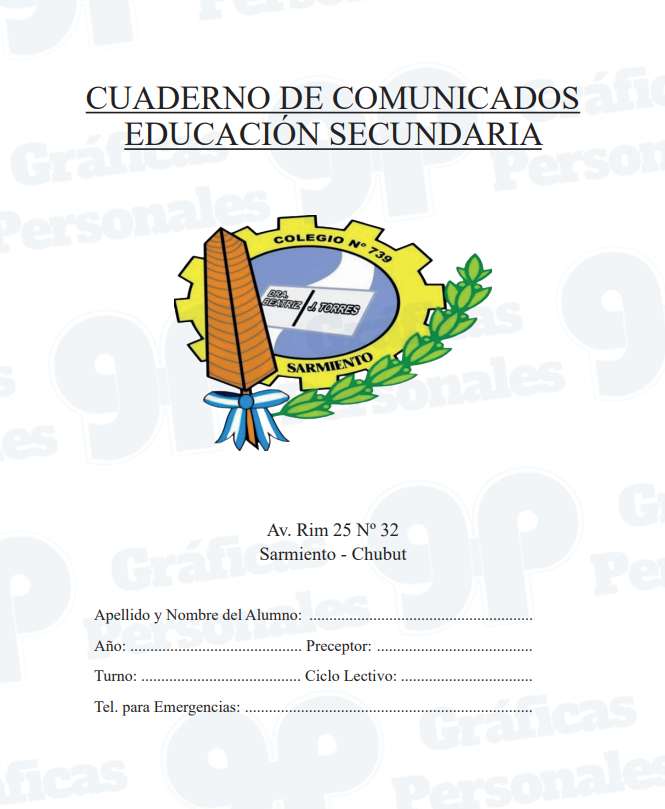 CUADERNO DE COMUNICADOS
EDUCACIÓN SECUNDARIA
COLEGIO Nº 739
DRA.
BEATRIZ J. TORRES
SARMIENTO
Av. Rim 25 Nº 32
Sarmiento - Chubut
Apellido y Nombre del Alumno: ........................................................
Año: ........................................... Preceptor: .......................................
Turno: ........................................ Ciclo Lectivo: .................................
Tel. para Emergencias: ........................................................................
gp
Gráficas
Personales